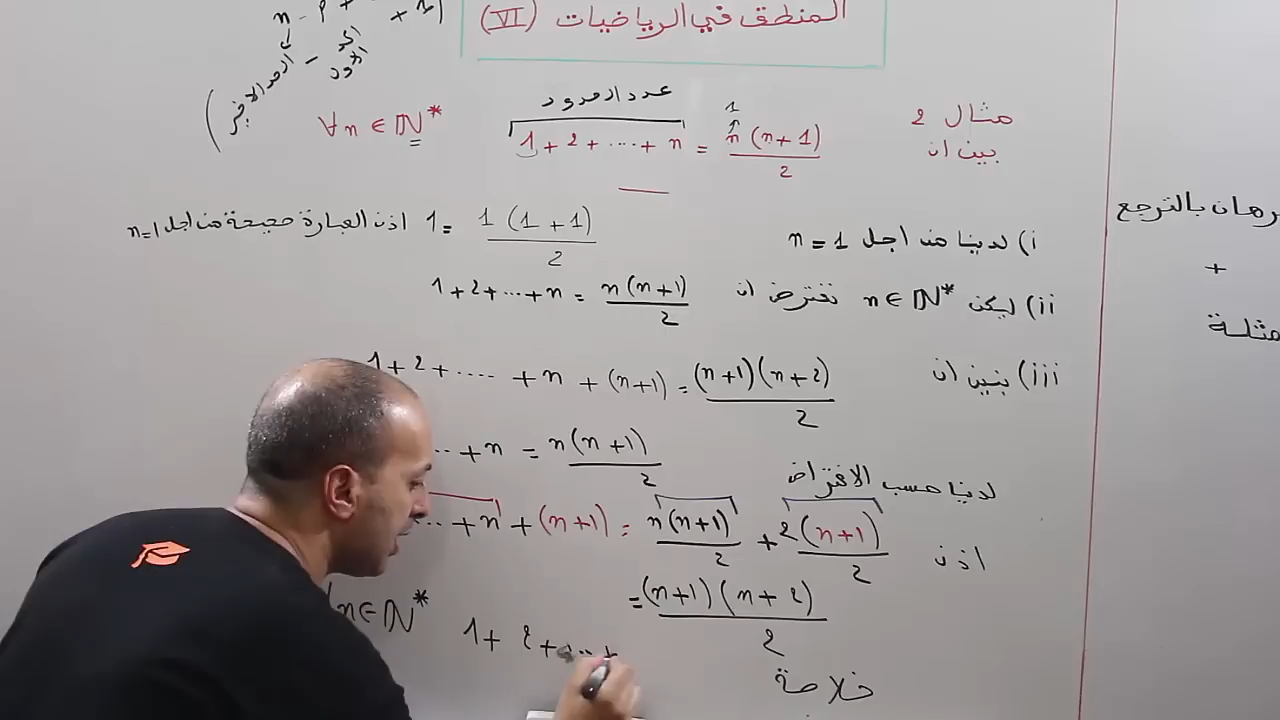 المنطق في الرياضيات (VI)
مثال 2
عدد الحدود
بين ان 1 + 2 + .... + n = n (n + 1) / 2 ∀n ∈ ℕ*
1
i) لدينا من اجل n = 1 1 = 1 (1 + 1) / 2 اذن العبارة صحيحة من اجل n=1
ii) ليكن n ∈ ℕ* نفترض ان 1+2+...+n = n(n+1) / 2
iii) نبين ان 1 + 2 + .... + n + (n+1) = (n+1)(n+2) / 2
لدينا حسب الافتراض ... + n = n(n+1) / 2
اذن ... + n + (n+1) = n(n+1) / 2 + 2(n+1) / 2
= (n+1)(n+2) / 2
خلاصة
∀n∈ℕ* 1 + 2 + ... +
بالترجع
+